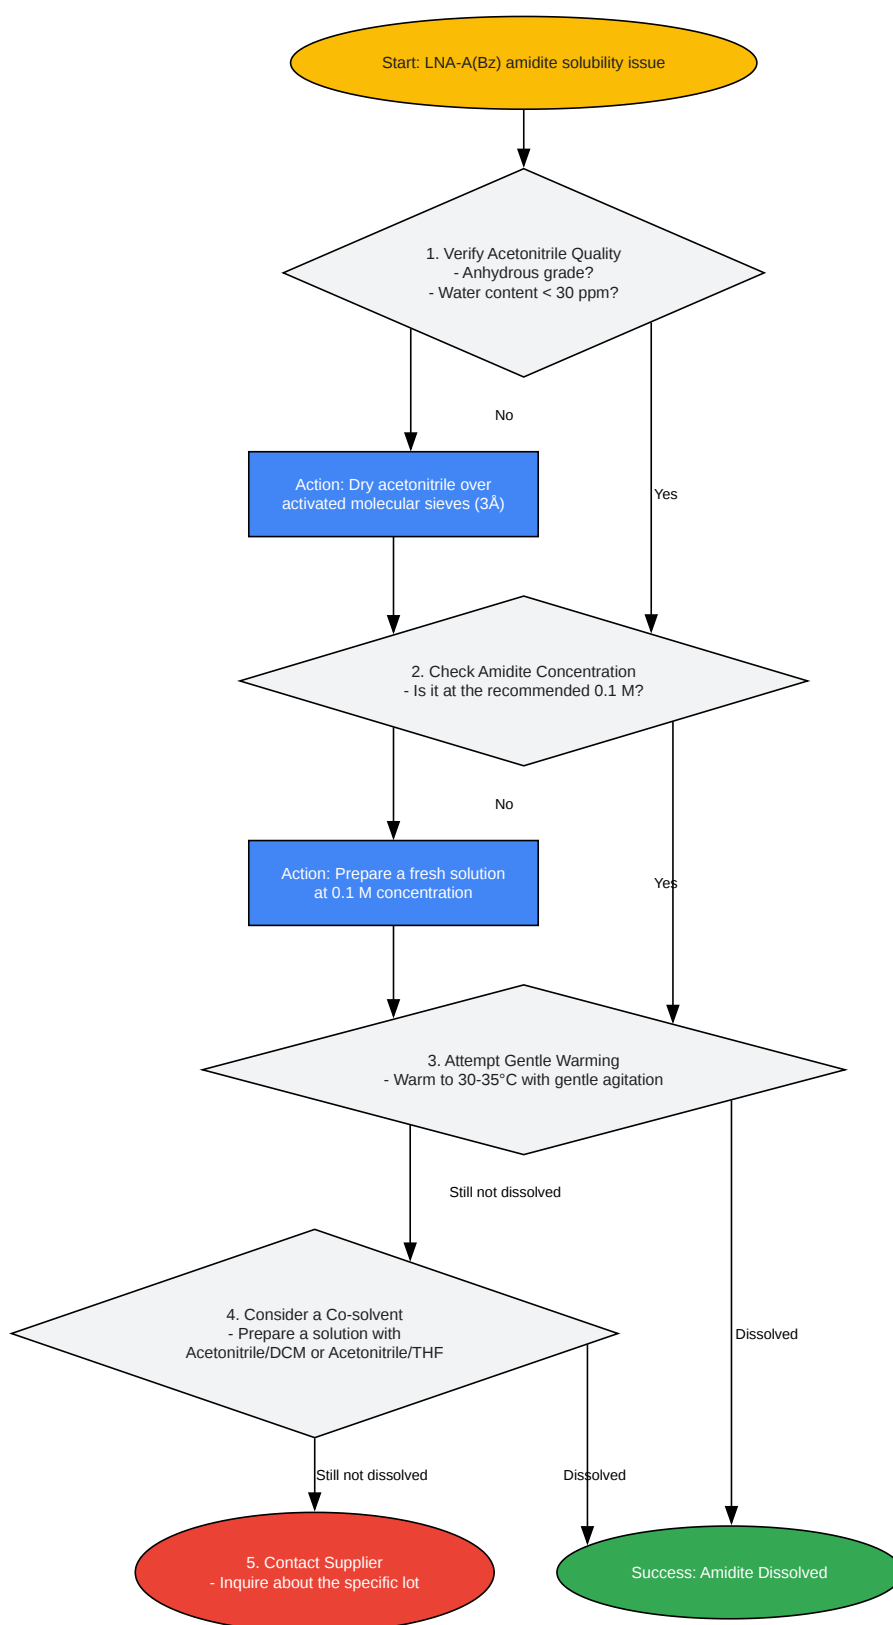 Start: LNA-A(Bz) amidite solubility issue
1. Verify Acetonitrile Quality
- Anhydrous grade?
- Water content < 30 ppm?
No
Action: Dry acetonitrile over
activated molecular sieves (3Å)
Yes
2. Check Amidite Concentration
- Is it at the recommended 0.1 M?
No
Action: Prepare a fresh solution
at 0.1 M concentration
Yes
3. Attempt Gentle Warming
- Warm to 30-35°C with gentle agitation
Still not dissolved
4. Consider a Co-solvent
- Prepare a solution with
Acetonitrile/DCM or Acetonitrile/THF
Dissolved
Still not dissolved
Dissolved
5. Contact Supplier
- Inquire about the specific lot
Success: Amidite Dissolved